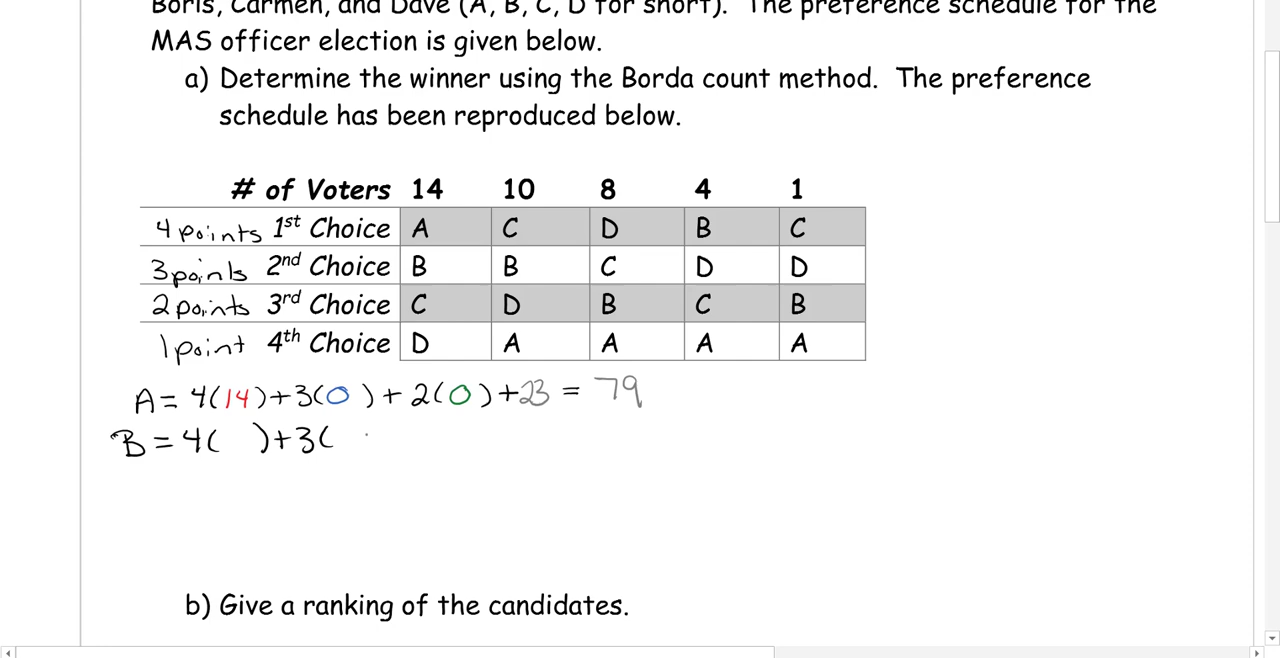 Boris, Carmen, and Dave (A, B, C, D for short). The preference schedule for the
MAS officer election is given below.
a) Determine the winner using the Borda count method. The preference
schedule has been reproduced below.
# of Voters 14 10 8 4 1
4 points 1st Choice A C D B C
3 points 2nd Choice B B C D D
2 points 3rd Choice C D B C B
1 point 4th Choice D A A A A
A = 4(14) + 3(0) + 2(0) + 23 = 79
B = 4( ) + 3(
b) Give a ranking of the candidates.